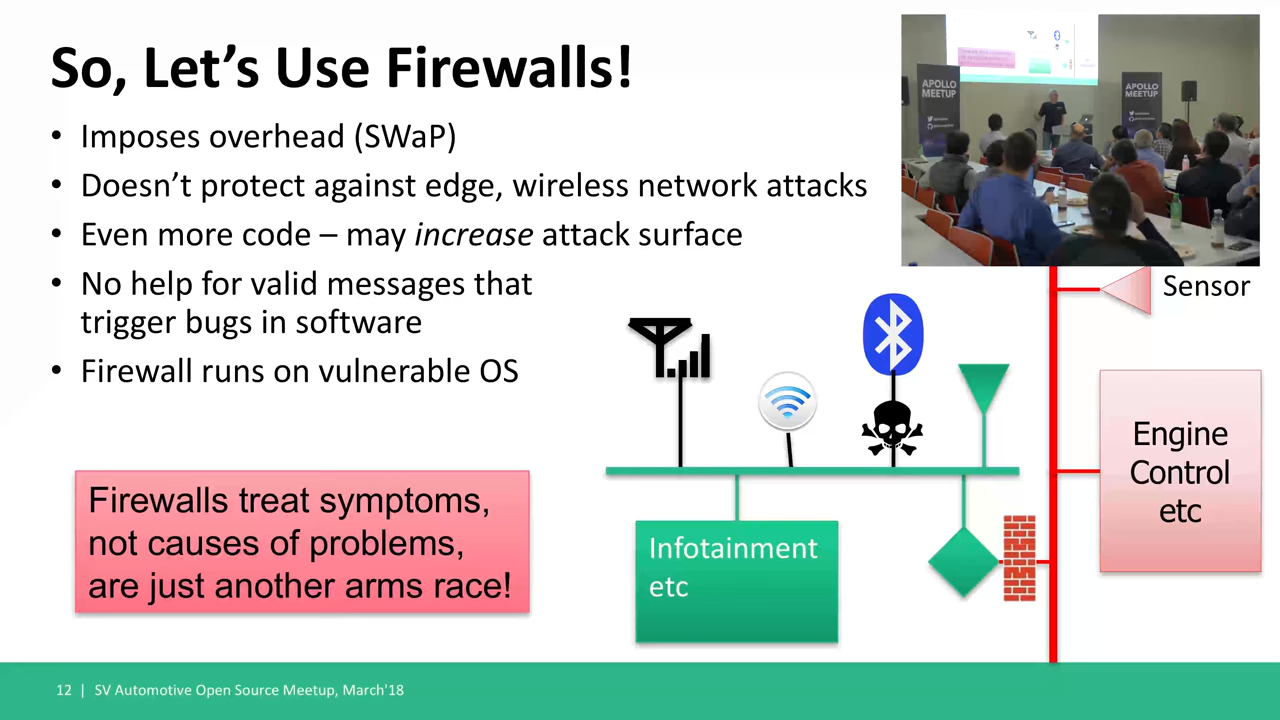 So, Let's Use Firewalls!
• Imposes overhead (SWaP)
• Doesn't protect against edge, wireless network attacks
• Even more code – may increase attack surface
• No help for valid messages that
trigger bugs in software
• Firewall runs on vulnerable OS
Firewalls treat symptoms,
not causes of problems,
are just another arms race!
APOLLO
MEETUP
APOLLO
MEETUP
Sensor
Engine
Control
etc
Infotainment
etc
12 | SV Automotive Open Source Meetup, March'18